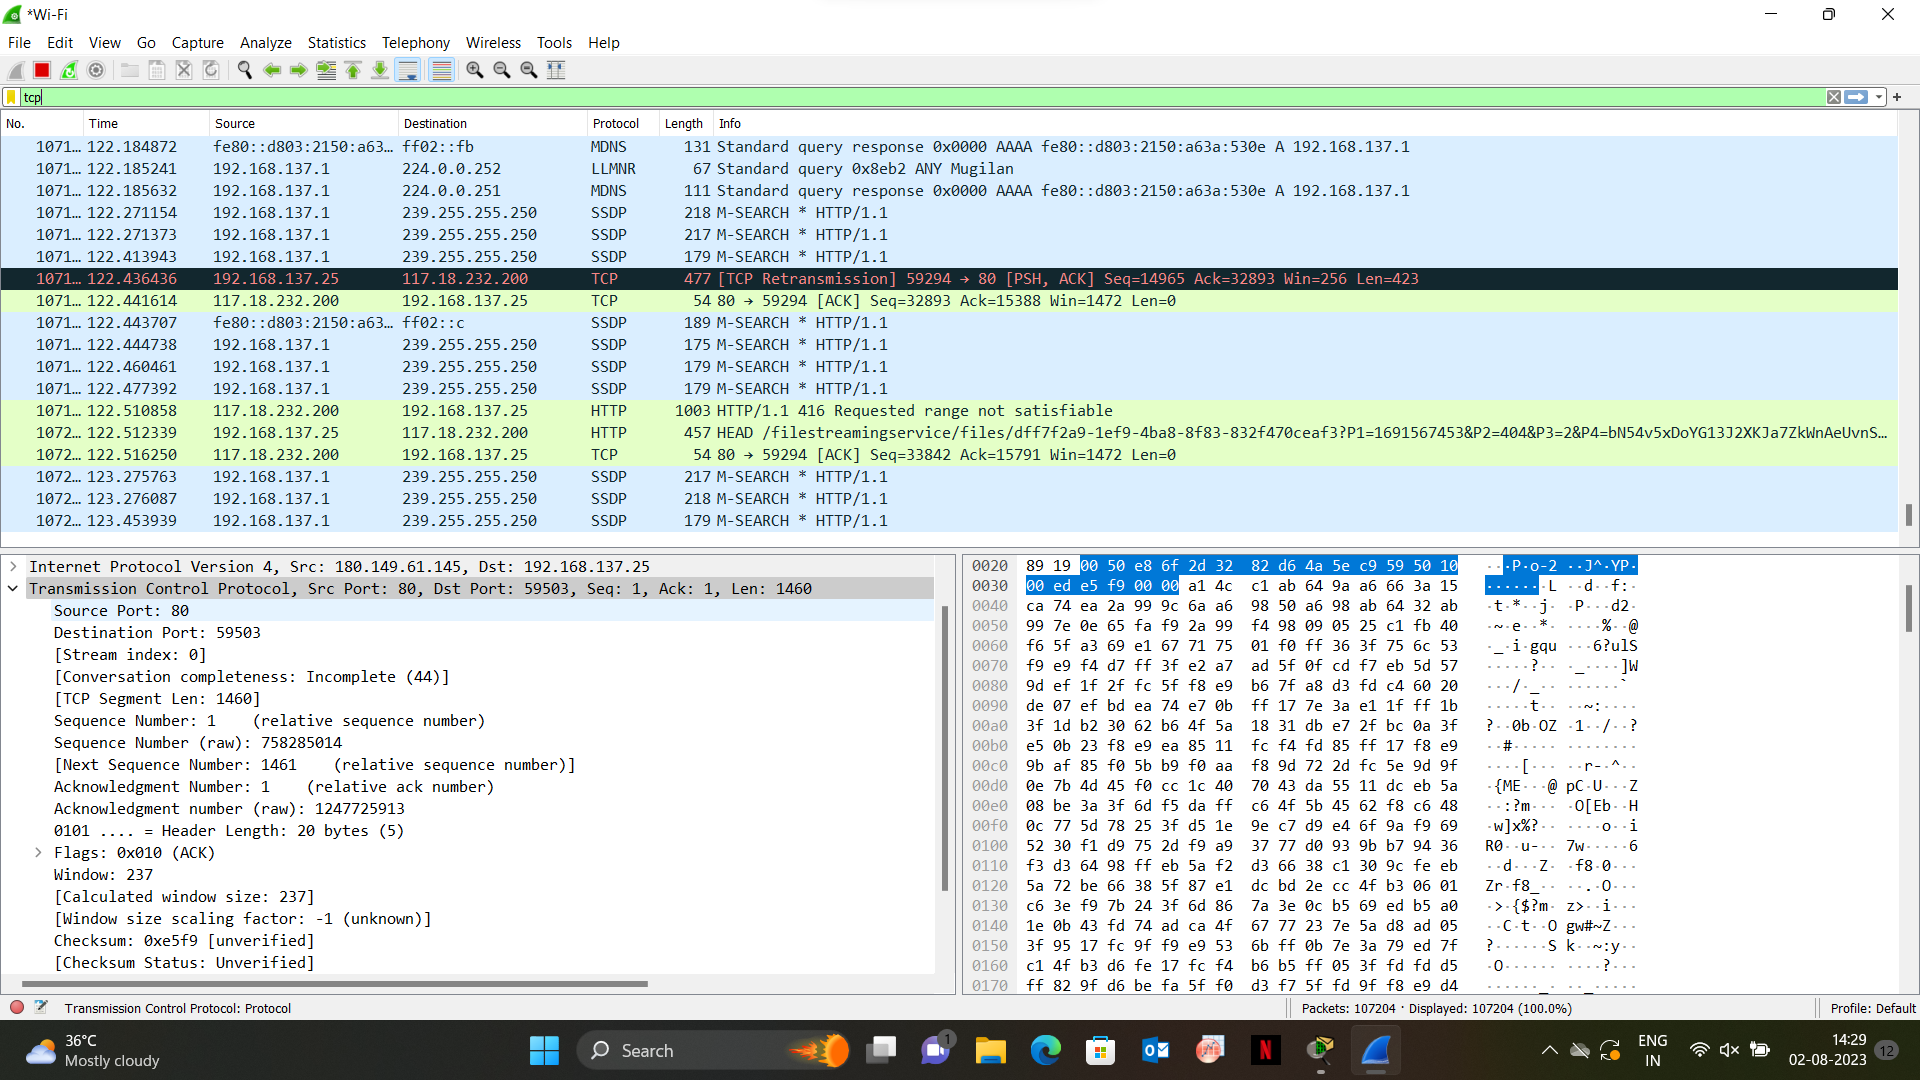 *Wi-Fi
File Edit View Go Capture Analyze Statistics Telephony Wireless Tools Help
tcp
No. Time Source Destination Protocol Length Info
1071… 122.184872 fe80::d803:2150:a63… ff02::fb MDNS 131 Standard query response 0x0000 AAAA fe80::d803:2150:a63a:530e A 192.168.137.1
1071… 122.185241 192.168.137.1 224.0.0.252 LLMNR 67 Standard query 0x8eb2 ANY Mugilan
1071… 122.185632 192.168.137.1 224.0.0.251 MDNS 111 Standard query response 0x0000 AAAA fe80::d803:2150:a63a:530e A 192.168.137.1
1071… 122.271154 192.168.137.1 239.255.255.250 SSDP 218 M-SEARCH * HTTP/1.1
1071… 122.271373 192.168.137.1 239.255.255.250 SSDP 217 M-SEARCH * HTTP/1.1
1071… 122.413943 192.168.137.1 239.255.255.250 SSDP 179 M-SEARCH * HTTP/1.1
1071… 122.436436 192.168.137.25 117.18.232.200 TCP 477 [TCP Retransmission] 59294 → 80 [PSH, ACK] Seq=14965 Ack=32893 Win=256 Len=423
1071… 122.441614 117.18.232.200 192.168.137.25 TCP 54 80 → 59294 [ACK] Seq=32893 Ack=15388 Win=1472 Len=0
1071… 122.443707 fe80::d803:2150:a63… ff02::c SSDP 189 M-SEARCH * HTTP/1.1
1071… 122.444738 192.168.137.1 239.255.255.250 SSDP 175 M-SEARCH * HTTP/1.1
1071… 122.460461 192.168.137.1 239.255.255.250 SSDP 179 M-SEARCH * HTTP/1.1
1071… 122.477392 192.168.137.1 239.255.255.250 SSDP 179 M-SEARCH * HTTP/1.1
1071… 122.510858 117.18.232.200 192.168.137.25 HTTP 1003 HTTP/1.1 416 Requested range not satisfiable
1072… 122.512339 192.168.137.25 117.18.232.200 HTTP 457 HEAD /filestreamingservice/files/dff7f2a9-1ef9-4ba8-8f83-832f470ceaf3?P1=1691567453&P2=404&P3=2&P4=bN54v5xDoYG13J2XKJa7ZkWnAeUvnS…
1072… 122.516250 117.18.232.200 192.168.137.25 TCP 54 80 → 59294 [ACK] Seq=33842 Ack=15791 Win=1472 Len=0
1072… 123.275763 192.168.137.1 239.255.255.250 SSDP 217 M-SEARCH * HTTP/1.1
1072… 123.276087 192.168.137.1 239.255.255.250 SSDP 218 M-SEARCH * HTTP/1.1
1072… 123.453939 192.168.137.1 239.255.255.250 SSDP 179 M-SEARCH * HTTP/1.1
Internet Protocol Version 4, Src: 180.149.61.145, Dst: 192.168.137.25
Transmission Control Protocol, Src Port: 80, Dst Port: 59503, Seq: 1, Ack: 1, Len: 1460
Source Port: 80
Destination Port: 59503
[Stream index: 0]
[Conversation completeness: Incomplete (44)]
[TCP Segment Len: 1460]
Sequence Number: 1 (relative sequence number)
Sequence Number (raw): 758285014
[Next Sequence Number: 1461 (relative sequence number)]
Acknowledgment Number: 1 (relative ack number)
Acknowledgment number (raw): 1247725913
0101 .... = Header Length: 20 bytes (5)
Flags: 0x010 (ACK)
Window: 237
[Calculated window size: 237]
[Window size scaling factor: -1 (unknown)]
Checksum: 0xe5f9 [unverified]
[Checksum Status: Unverified]
0020 89 19 00 50 e8 6f 2d 32 82 d6 4a 5e c9 59 50 10 ···P·o-2 ··J^·YP·
0030 00 ed e5 f9 00 00 a1 4c c1 ab 64 9a a6 66 3a 15 ·······L ··d··f:·
0040 ca 74 ea 2a 99 9c 6a a6 98 50 a6 98 ab 64 32 ab ·t·*··j· ·P···d2·
0050 99 7e 0e 65 fa f9 2a 99 f4 98 09 05 25 c1 fb 40 ·~·e··*· ····%··@
0060 f6 5f a3 69 e1 67 71 75 01 f0 ff 36 3f 75 6c 53 ·_·i·gqu ···6?ulS
0070 f9 e9 f4 d7 ff 3f e2 a7 ad 5f 0f cd f7 eb 5d 57 ·····?·· ·_····]W
0080 9d ef 1f 2f fc 5f f8 e9 b6 7f a8 d3 fd c4 60 20 ···/·_·· ······`
0090 de 07 ef bd ea 74 e7 0b ff 17 7e 3a e1 1f ff 1b ·····t·· ··~:····
00a0 3f 1d b2 30 62 b6 4f 5a 18 31 db e7 2f bc 0a 3f ?··0b·OZ ·1··/··?
00b0 e5 0b 23 f8 e9 ea 85 11 fc f4 fd 85 ff 17 f8 e9 ··#····· ········
00c0 9b af 85 f0 5b b9 f0 aa f8 9d 72 2d fc 5e 9d 9f ····[··· ··r-·^··
00d0 0e 7b 4d 45 f0 cc 1c 40 70 43 da 55 11 dc eb 5a ·{ME···@ pC·U···Z
00e0 08 be 3a 3f 6d f5 da ff c6 4f 5b 45 62 f8 c6 48 ··:?m··· ·O[Eb··H
00f0 0c 77 5d 78 25 3f d5 1e 9e c7 d9 e4 6f 9a f9 69 ·w]x%?·· ····o··i
0100 52 30 f1 d9 75 2d f9 a9 37 77 d0 93 9b b7 94 36 R0··u-·· 7w·····6
0110 f3 d3 64 98 ff eb 5a f2 d3 66 38 c1 30 9c fe eb ··d···Z· ·f8·0···
0120 5a 72 be 66 38 5f 87 e1 dc bd 2e cc 4f b3 06 01 Zr·f8_·· ··.·O···
0130 c6 3e f9 7b 24 3f 6d 86 7a 3e 0c b5 69 ed b5 a0 ·>·{$?m· z>··i···
0140 1e 0b 43 fd 74 ad ca 4f 67 77 23 7e 5a d8 ad 05 ··C·t··O gw#~Z···
0150 3f 95 17 fc 9f f9 e9 53 6b ff 0b 7e 3a 79 ed 7f ?······S k··~:y··
0160 c1 4f b3 d6 fe 17 fc f4 b6 b5 ff 05 3f fd fd d5 ·O······ ····?···
0170 ff 82 9f d6 be fa 5f f0 d3 f7 5f fd 9f f8 e9 d4 ······_· ··_·····
Transmission Control Protocol: Protocol Packets: 107204 · Displayed: 107204 (100.0%) Profile: Default
36°C
Mostly cloudy
Search
1
ENG
IN
14:29
02-08-2023
12